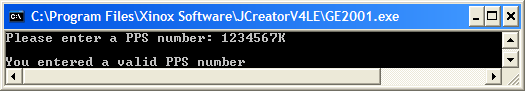 C:\Program Files\Xinox Software\JCreatorV4LE\GE2001.exe
Please enter a PPS number: 1234567K
You entered a valid PPS number